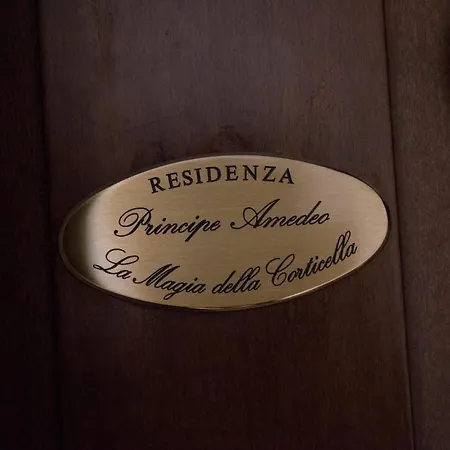 RESIDENZA
Principe Amedeo
La Magia della Corticella